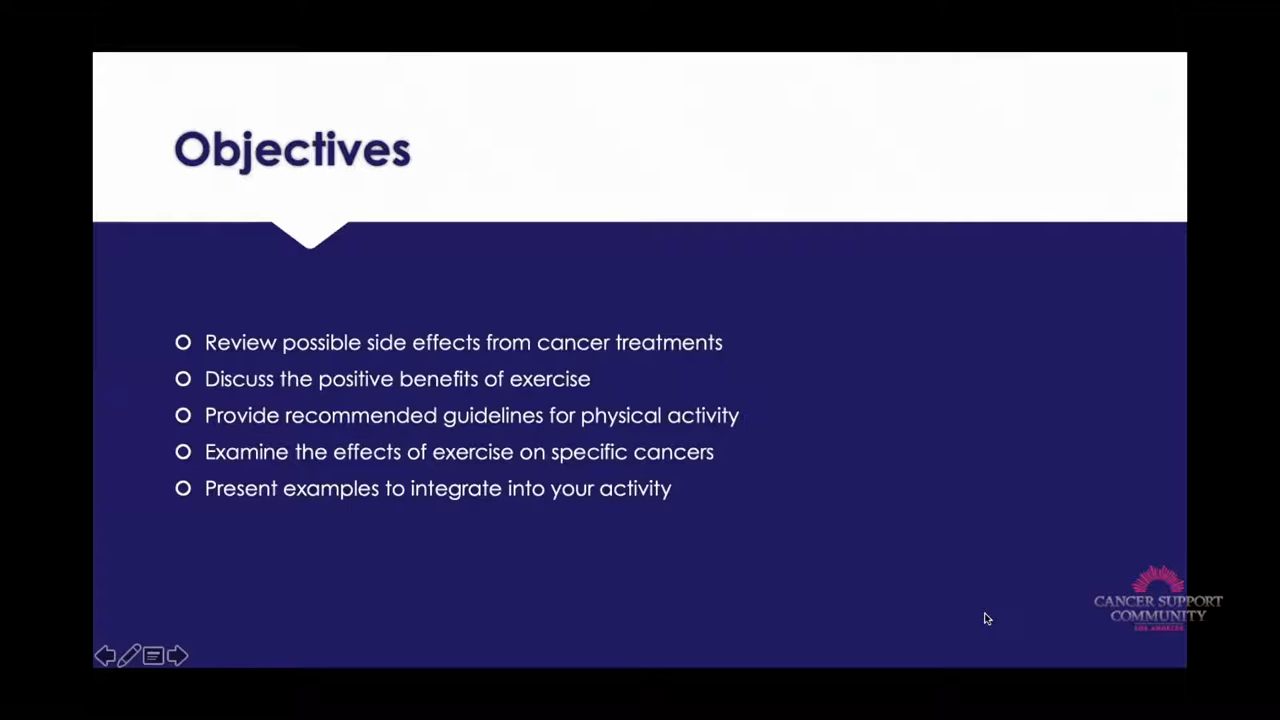 Objectives
Review possible side effects from cancer treatments
Discuss the positive benefits of exercise
Provide recommended guidelines for physical activity
Examine the effects of exercise on specific cancers
Present examples to integrate into your activity
CANCER SUPPORT
COMMUNITY
LOS ANGELES